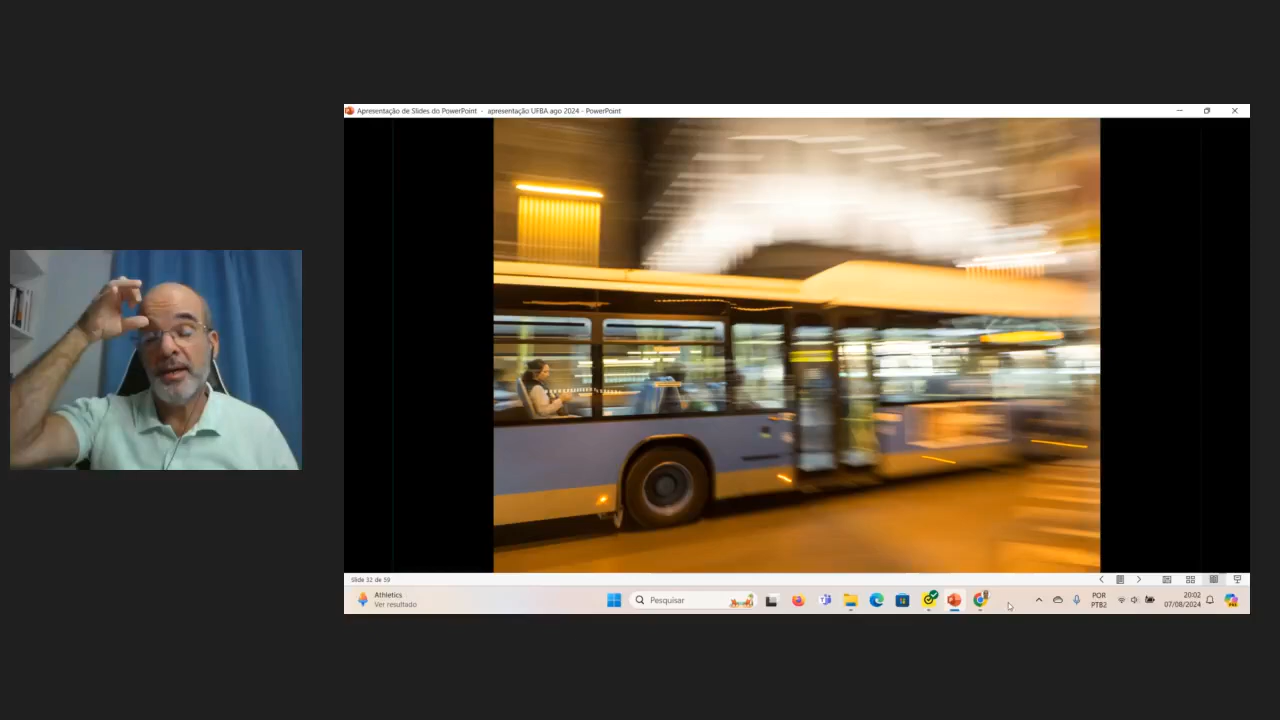 Apresentação de Slides do PowerPoint - apresentação UFBA ago 2024 - PowerPoint
Slide 32 de 59
Athletics
Ver resultado
Pesquisar
POR
PTB2
20:02
07/08/2024